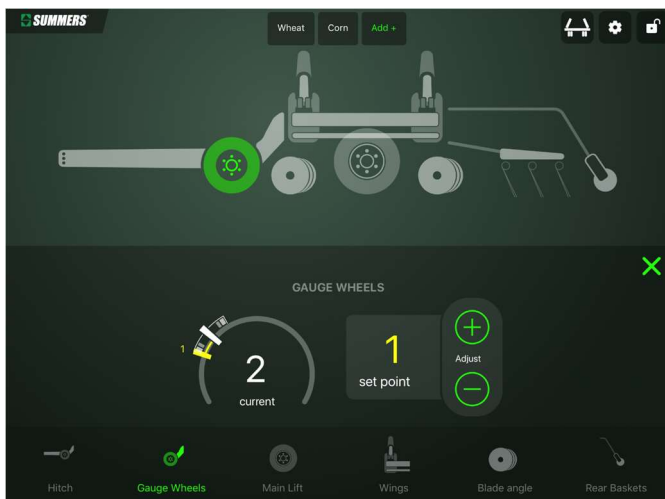 SUMMERS
Wheat
Corn
Add +
GAUGE WHEELS
1
2
current
1
set point
Adjust
Hitch
Gauge Wheels
Main Lift
Wings
Blade angle
Rear Baskets